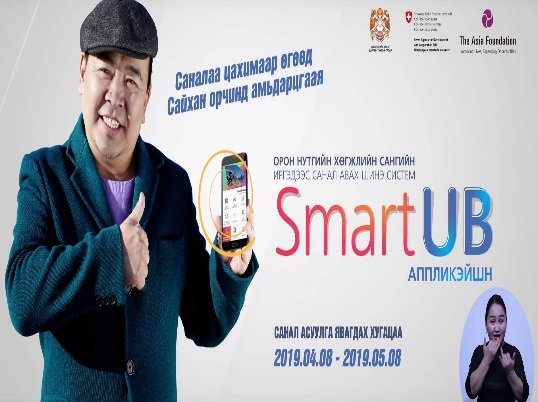 Саналаа цахимаар өгөөд
Сайхан орчинд амьдарцгаая
The Asia Foundation
ОРОН НУТГИЙН ХӨГЖЛИЙН САНГИЙН
ИРГЭДЭЭС САНАЛ АВАХ ШИНЭ СИСТЕМ
SmartUB
АППЛИКЭЙШН
САНАЛ АСУУЛГА ЯВАГДАХ ХУГАЦАА
2019.04.08 - 2019.05.08